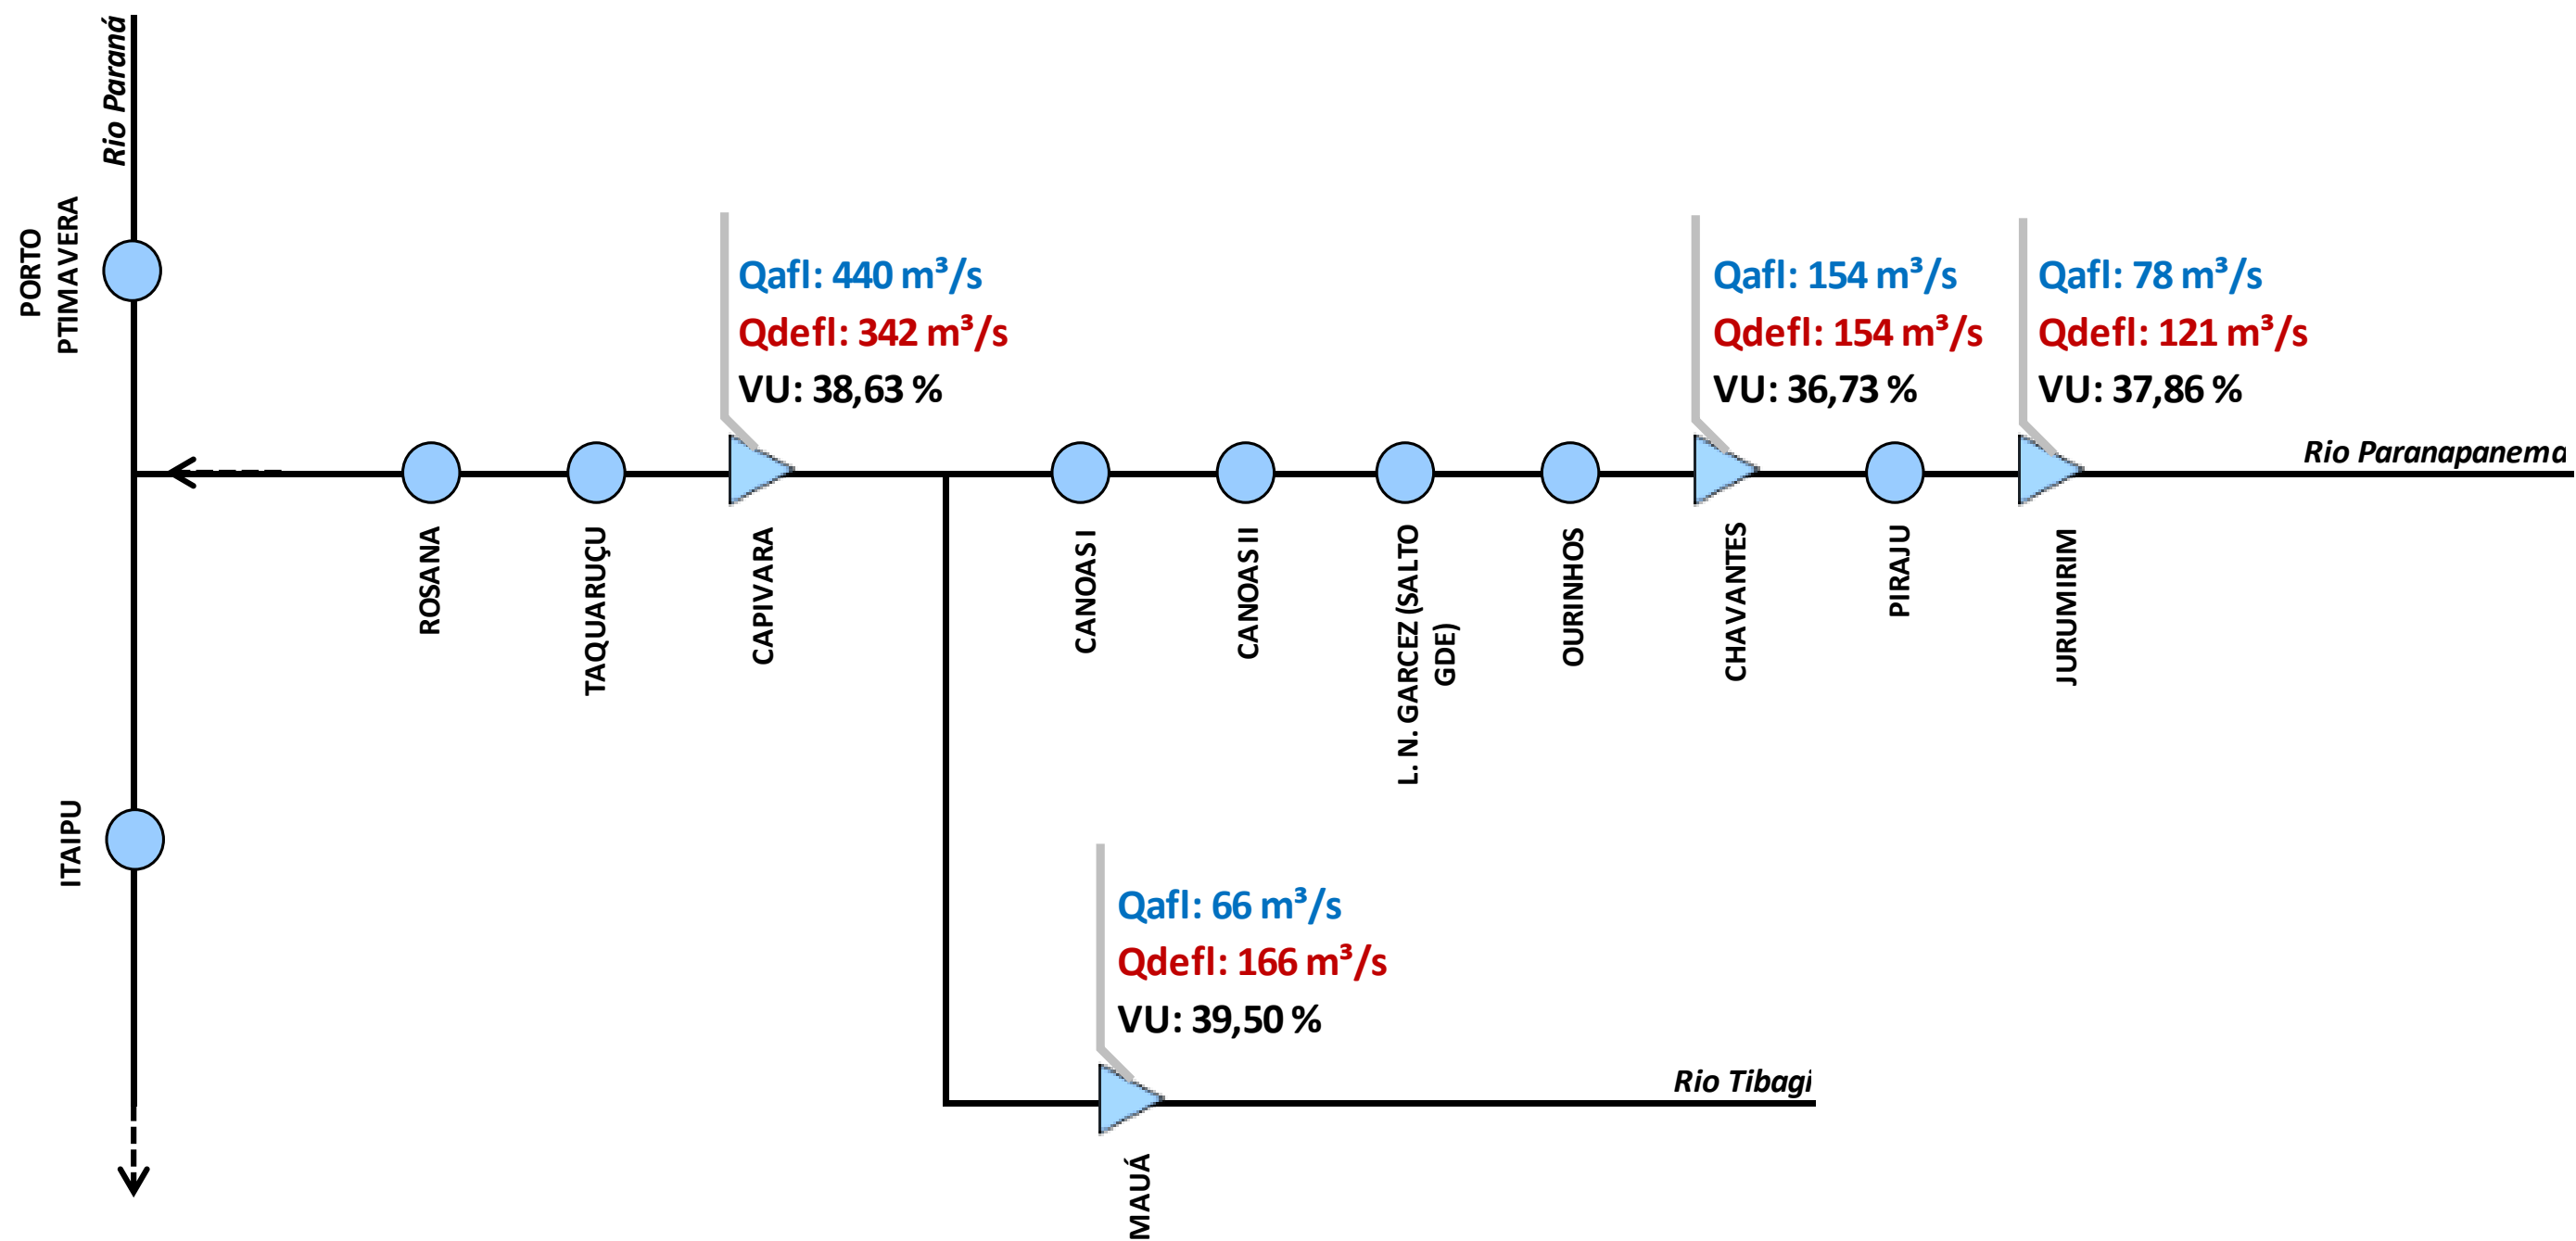 Rio Paraná
PORTO
PTIMAVERA
Qafl: 440 m³/s
Qdefl: 342 m³/s
VU: 38,63 %
Qafl: 154 m³/s
Qdefl: 154 m³/s
VU: 36,73 %
Qafl: 78 m³/s
Qdefl: 121 m³/s
VU: 37,86 %
Rio Paranapanema
ROSANA
TAQUARUÇU
CAPIVARA
CANOAS I
CANOAS II
L. N. GARCEZ (SALTO
GDE)
OURINHOS
CHAVANTES
PIRAJU
JURUMIRIM
ITAIPU
Qafl: 66 m³/s
Qdefl: 166 m³/s
VU: 39,50 %
Rio Tibagi
MAUÁ